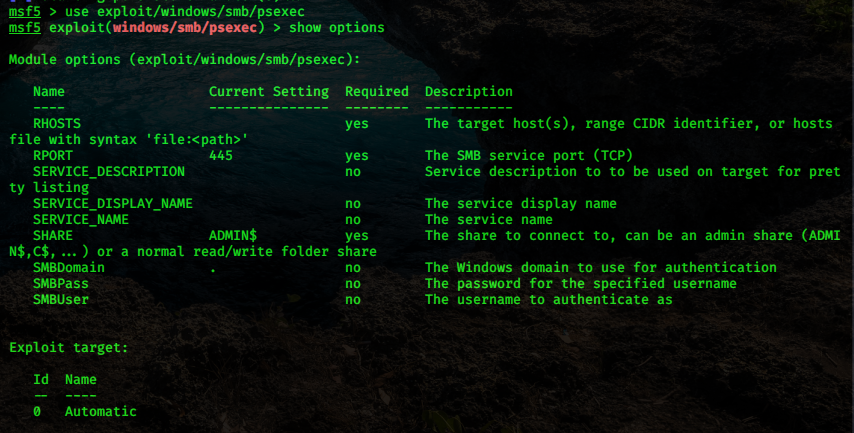 msf5 > use exploit/windows/smb/psexec
msf5 exploit(windows/smb/psexec) > show options
Module options (exploit/windows/smb/psexec):
Name Current Setting Required Description
---- --------------- -------- -----------
RHOSTS yes The target host(s), range CIDR identifier, or hosts
file with syntax 'file:<path>'
RPORT 445 yes The SMB service port (TCP)
SERVICE_DESCRIPTION no Service description to to be used on target for pret
ty listing
SERVICE_DISPLAY_NAME no The service display name
SERVICE_NAME no The service name
SHARE ADMIN$ yes The share to connect to, can be an admin share (ADMI
N$,C$,...) or a normal read/write folder share
SMBDomain . no The Windows domain to use for authentication
SMBPass no The password for the specified username
SMBUser no The username to authenticate as
Exploit target:
Id Name
-- ----
0 Automatic